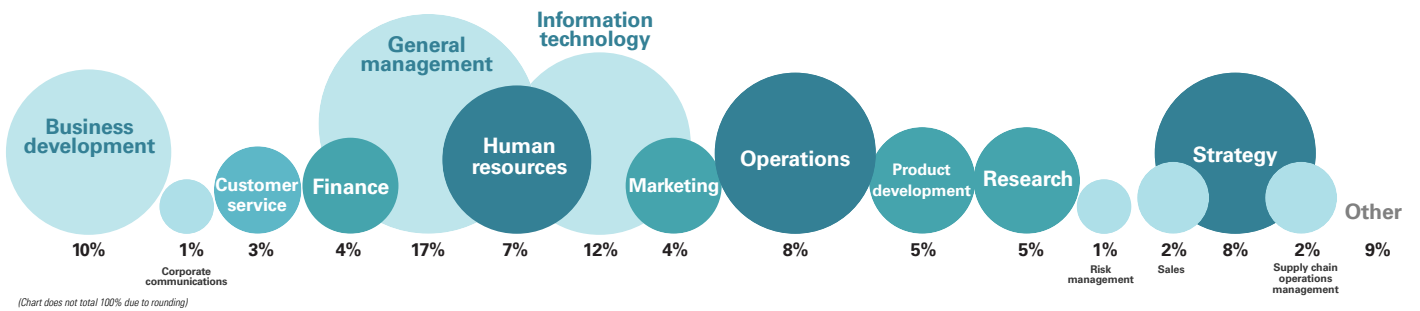 Business
development
10%
1%
Corporate
communications
Customer
service
3%
Finance
4%
General
management
17%
Human
resources
7%
Information
technology
12%
Marketing
4%
Operations
8%
Product
development
5%
Research
5%
1%
Risk
management
2%
Sales
Strategy
8%
2%
Supply chain
operations
management
Other
9%
(Chart does not total 100% due to rounding)